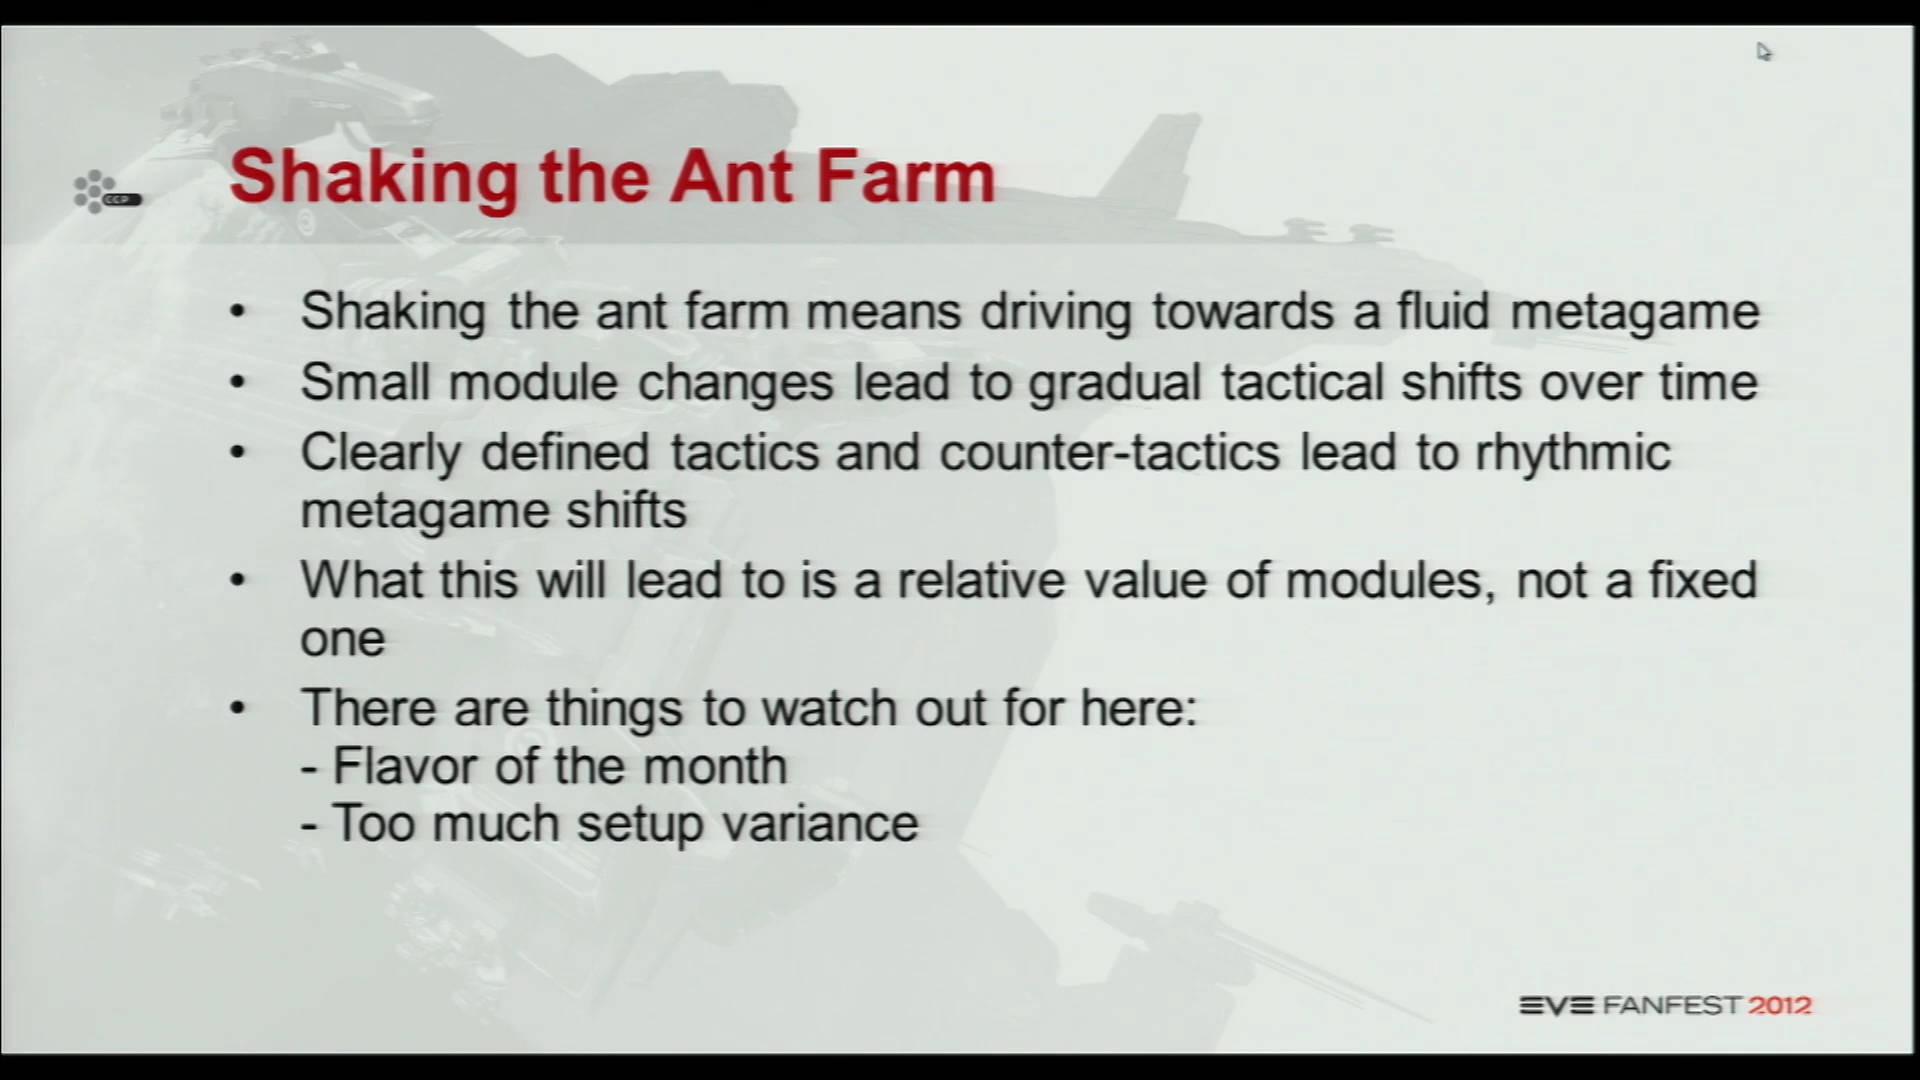 Shaking the Ant Farm
CCP
• Shaking the ant farm means driving towards a fluid metagame
• Small module changes lead to gradual tactical shifts over time
• Clearly defined tactics and counter-tactics lead to rhythmic
metagame shifts
• What this will lead to is a relative value of modules, not a fixed
one
• There are things to watch out for here:
- Flavor of the month
- Too much setup variance
EVE FANFEST 2012